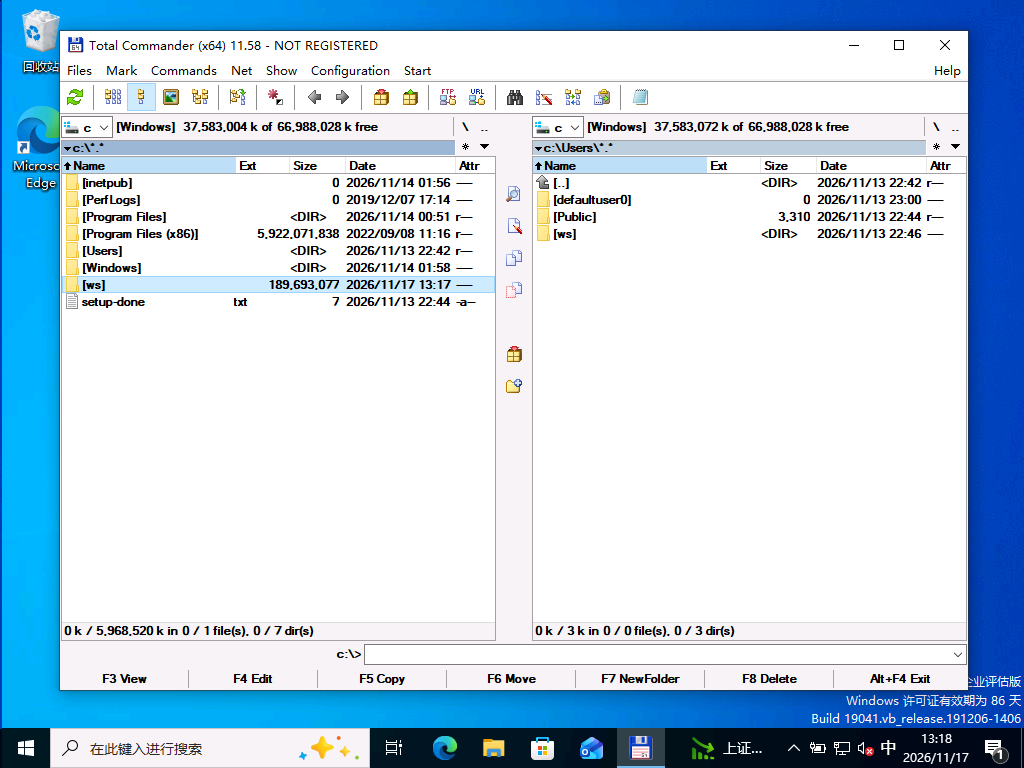 回收站
Microso
Edge
Total Commander (x64) 11.58 - NOT REGISTERED
Files Mark Commands Net Show Configuration Start Help
FTP URL
c [Windows] 37,583,004 k of 66,988,028 k free \ ..
c:\*.* * 
Name Ext Size Date Attr
[inetpub] 0 2026/11/14 01:56 ----
[PerfLogs] 0 2019/12/07 17:14 ----
[Program Files] <DIR> 2026/11/14 00:51 r---
[Program Files (x86)] 5,922,071,838 2022/09/08 11:16 r---
[Users] <DIR> 2026/11/13 22:42 r---
[Windows] <DIR> 2026/11/14 01:58 ----
[ws] 189,693,077 2026/11/17 13:17 ----
setup-done txt 7 2026/11/13 22:44 -a--
0 k / 5,968,520 k in 0 / 1 file(s), 0 / 7 dir(s)
c [Windows] 37,583,072 k of 66,988,028 k free \ ..
c:\Users\*.* *
Name Ext Size Date Attr
[..] <DIR> 2026/11/13 22:42 r---
[defaultuser0] 0 2026/11/13 23:00 ----
[Public] 3,310 2026/11/13 22:44 r---
[ws] <DIR> 2026/11/13 22:46 ----
0 k / 3 k in 0 / 0 file(s), 0 / 3 dir(s)
c:\>
F3 View F4 Edit F5 Copy F6 Move F7 NewFolder F8 Delete Alt+F4 Exit
企业评估版
Windows 许可证有效期为 86 天
Build 19041.vb_release.191206-1406
在此键入进行搜索
上证...
中
13:18
2026/11/17
1